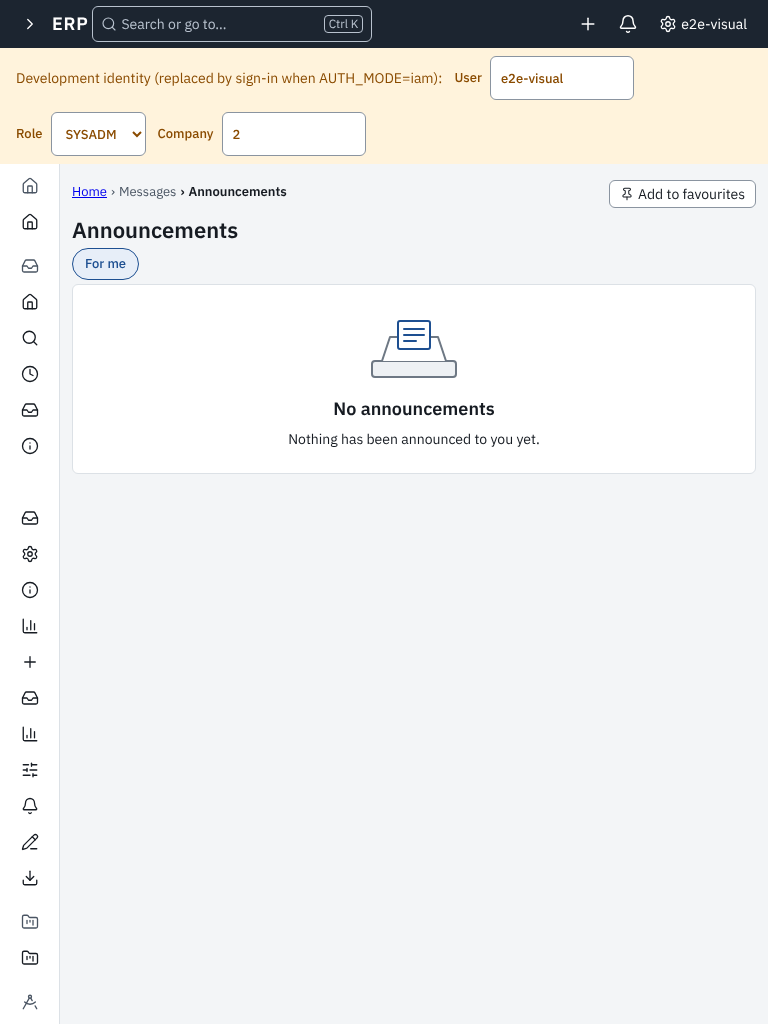 ERP Search or go to... Ctrl K e2e-visual
Development identity (replaced by sign-in when AUTH_MODE=iam): User e2e-visual
Role SYSADM Company 2
Home › Messages › Announcements Add to favourites
Announcements
For me
No announcements
Nothing has been announced to you yet.